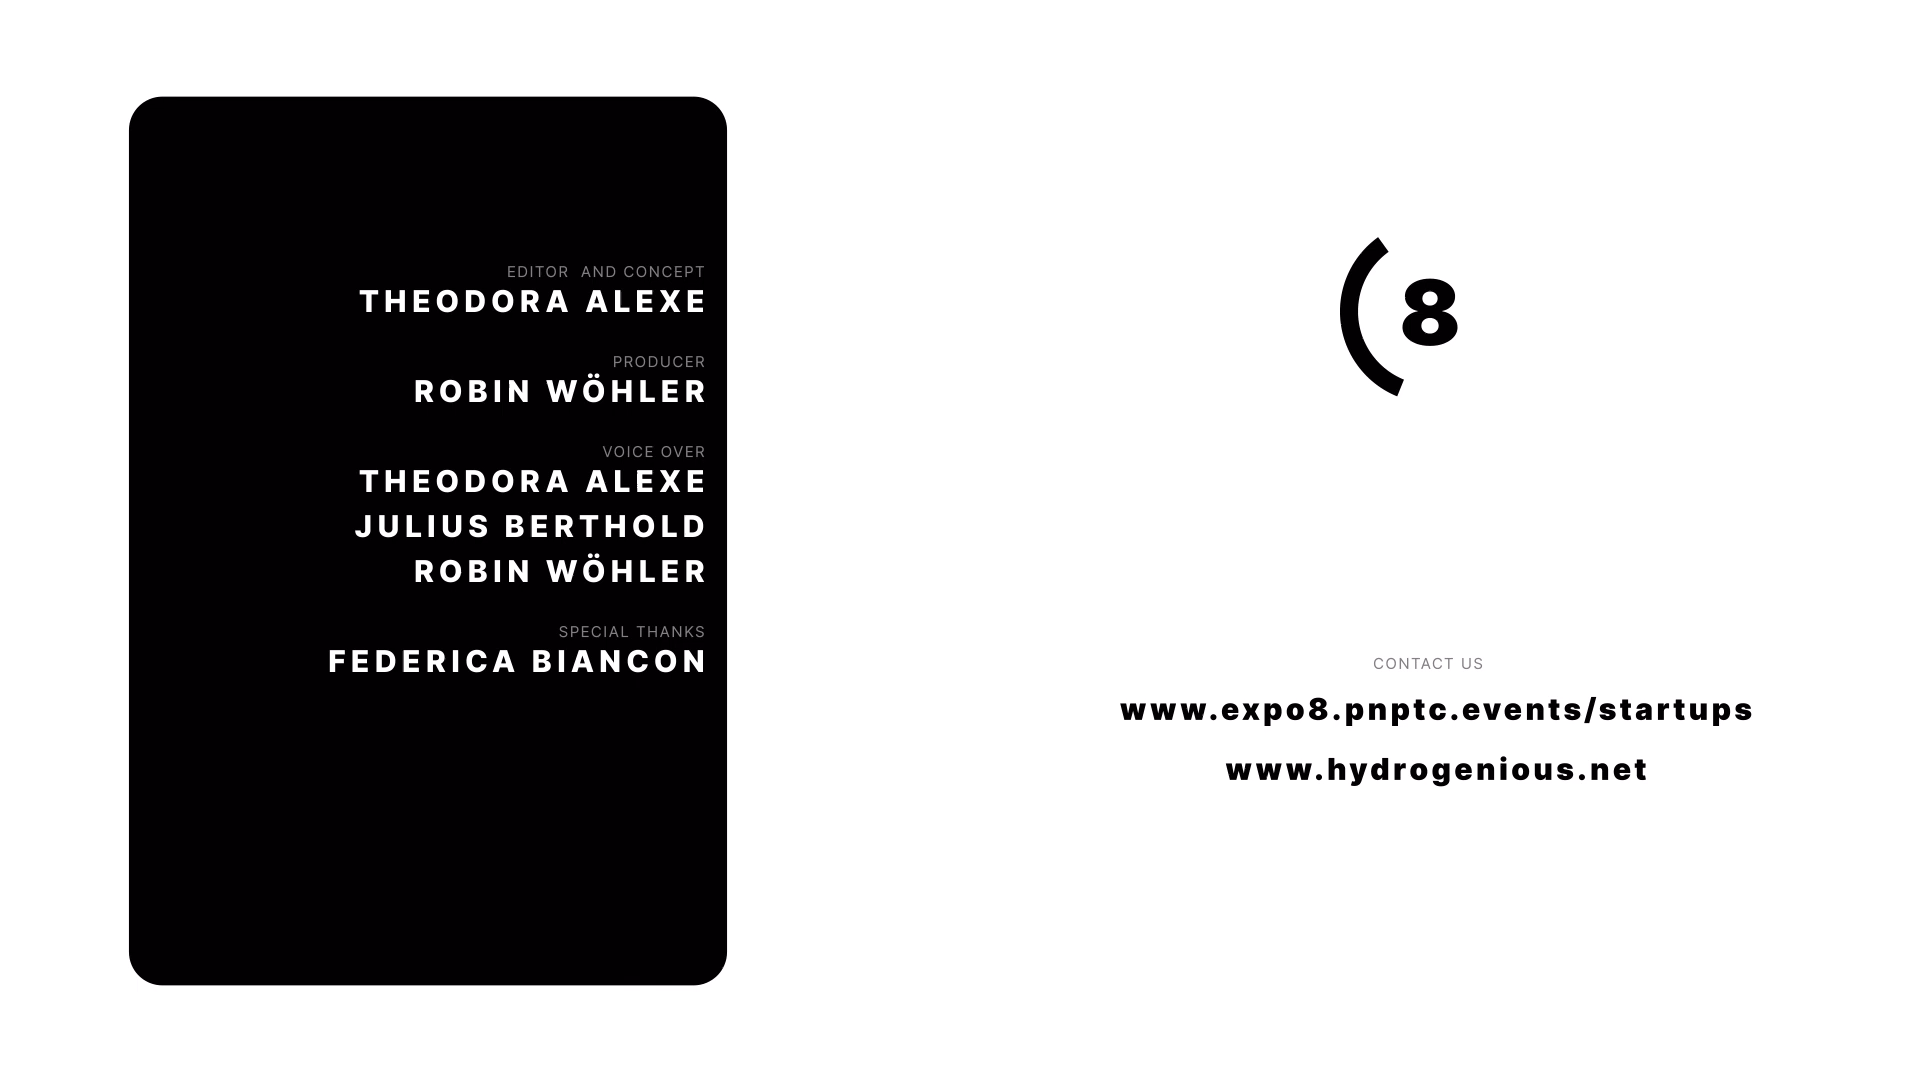 EDITOR  AND CONCEPT
THEODORA ALEXE
PRODUCER
ROBIN WÖHLER
VOICE OVER
THEODORA ALEXE
JULIUS BERTHOLD
ROBIN WÖHLER
SPECIAL THANKS
FEDERICA BIANCON
8
CONTACT US
www.expo8.pnptc.events/startups
www.hydrogenious.net